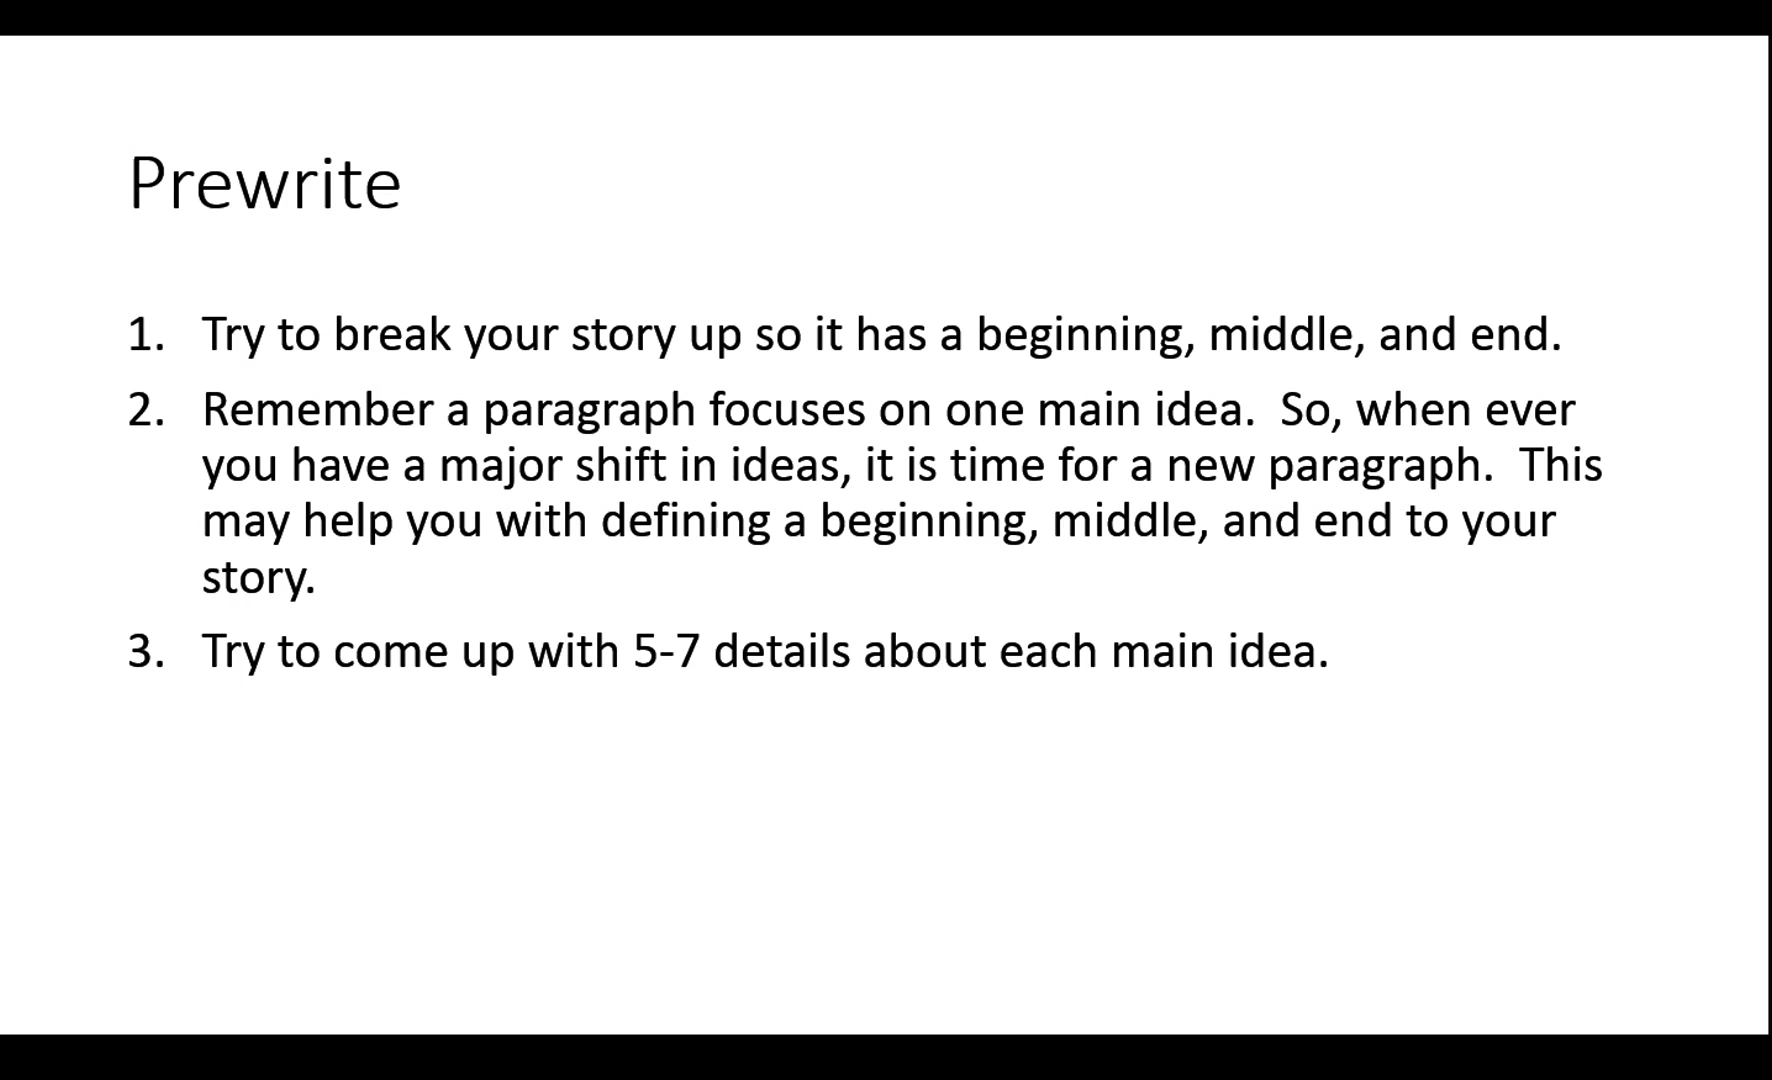 Prewrite
1. Try to break your story up so it has a beginning, middle, and end.
2. Remember a paragraph focuses on one main idea.  So, when ever
you have a major shift in ideas, it is time for a new paragraph.  This
may help you with defining a beginning, middle, and end to your
story.
3. Try to come up with 5-7 details about each main idea.